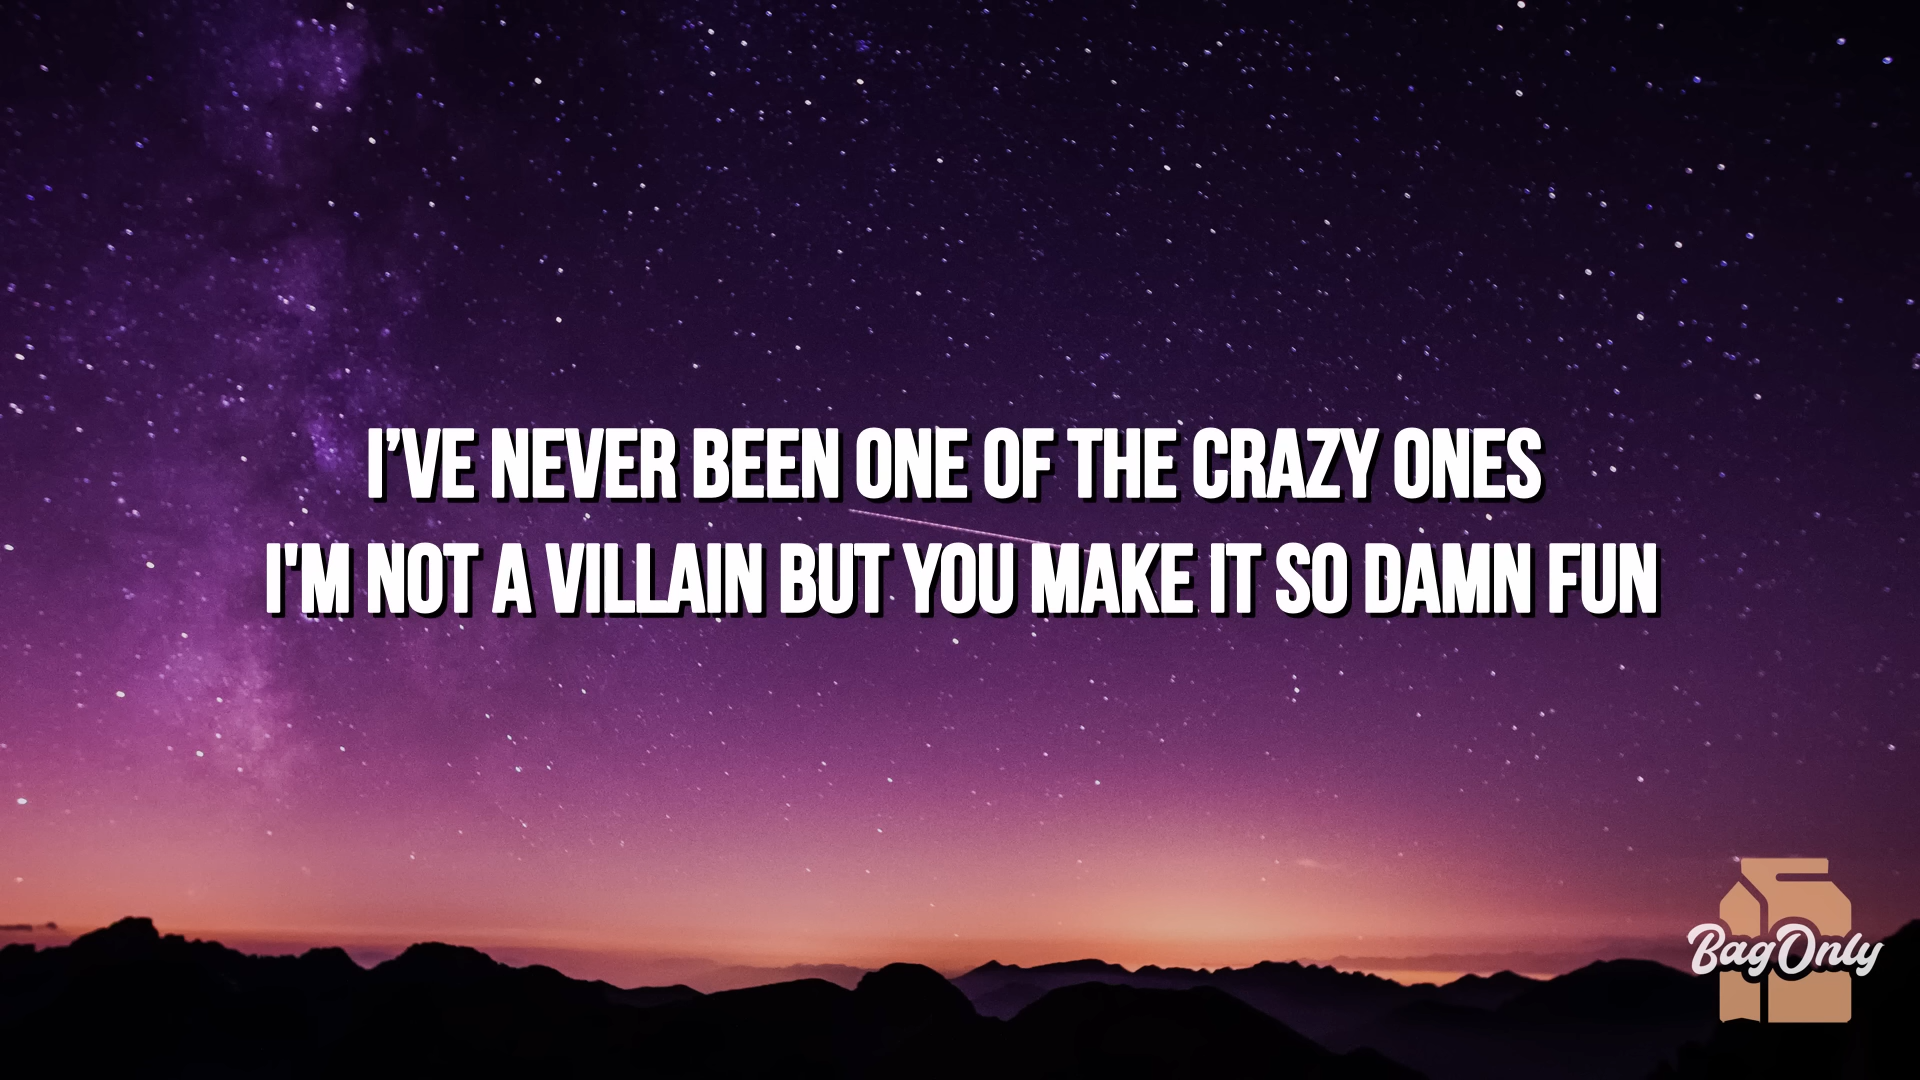 I’VE NEVER BEEN ONE OF THE CRAZY ONES
I'M NOT A VILLAIN BUT YOU MAKE IT SO DAMN FUN
BagOnly